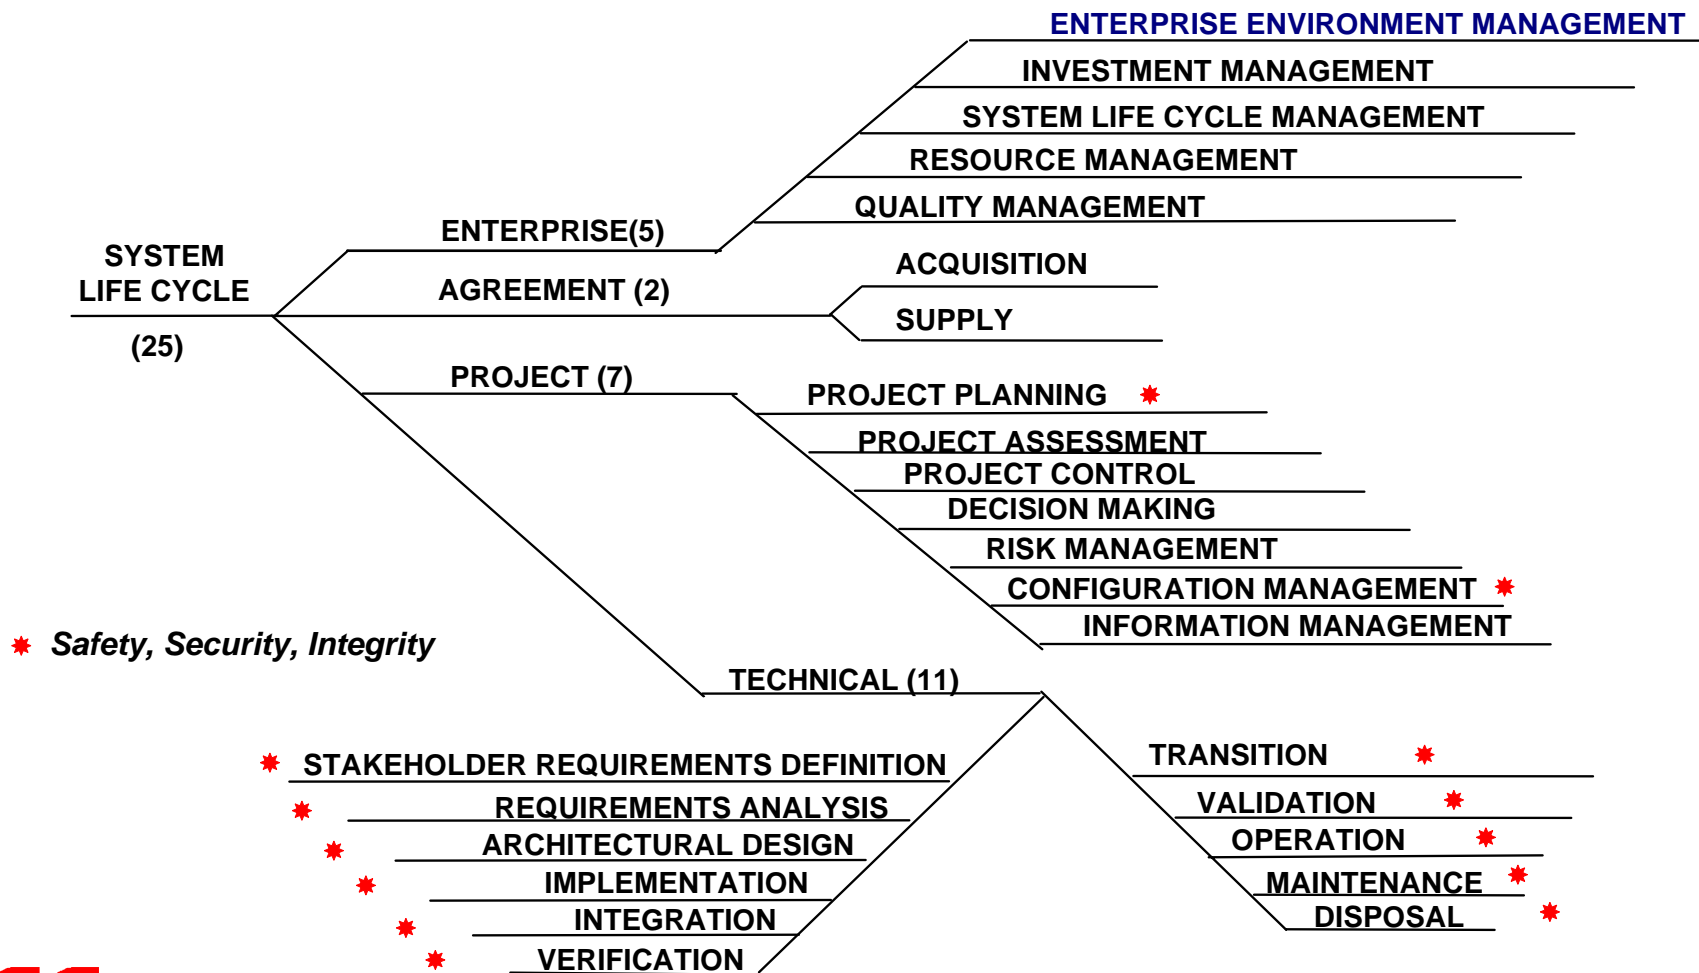 ENTERPRISE ENVIRONMENT MANAGEMENT
INVESTMENT MANAGEMENT
SYSTEM LIFE CYCLE MANAGEMENT
RESOURCE MANAGEMENT
QUALITY MANAGEMENT
ENTERPRISE(5)
SYSTEM
LIFE CYCLE
(25)
AGREEMENT (2)
ACQUISITION
SUPPLY
PROJECT (7)
PROJECT PLANNING
PROJECT ASSESSMENT
PROJECT CONTROL
DECISION MAKING
RISK MANAGEMENT
CONFIGURATION MANAGEMENT
INFORMATION MANAGEMENT
Safety, Security, Integrity
TECHNICAL (11)
STAKEHOLDER REQUIREMENTS DEFINITION
REQUIREMENTS ANALYSIS
ARCHITECTURAL DESIGN
IMPLEMENTATION
INTEGRATION
VERIFICATION
TRANSITION
VALIDATION
OPERATION
MAINTENANCE
DISPOSAL